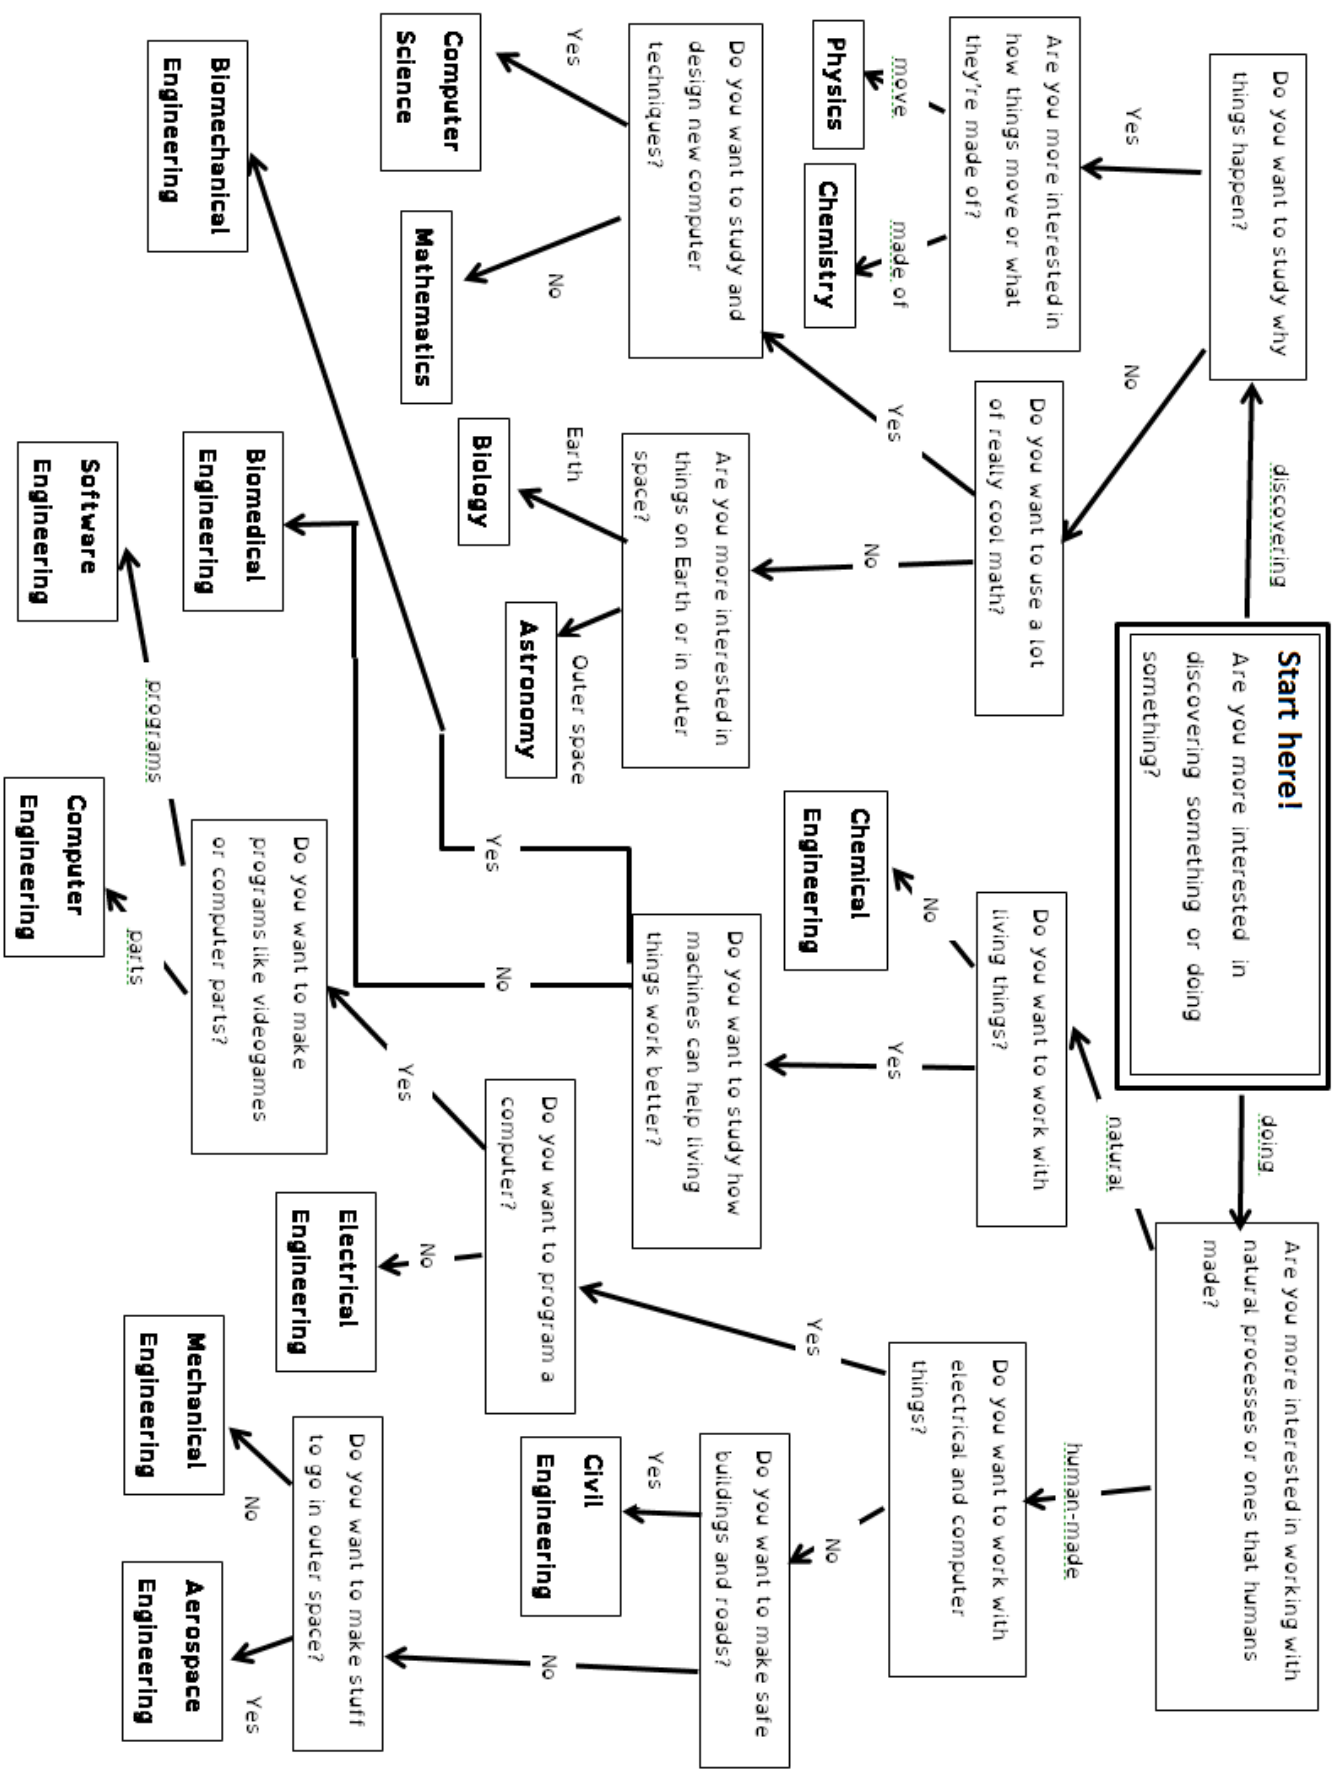 Start here!
Are you more interested in
discovering something or doing
something?
discovering
doing
Do you want to study why
things happen?
Yes
No
Are you more interested in
how things move or what
they're made of?
move
made of
Physics
Chemistry
Do you want to use a lot
of really cool math?
Yes
No
Do you want to study and
design new computer
techniques?
Yes
No
Computer
Science
Mathematics
Are you more interested in
things on Earth or in outer
space?
Earth
Outer space
Biology
Astronomy
Are you more interested in working with
natural processes or ones that humans
made?
natural
human-made
Do you want to work with
living things?
No
Yes
Chemical
Engineering
Do you want to study how
machines can help living
things work better?
Yes
No
Biomechanical
Engineering
Biomedical
Engineering
Do you want to work with
electrical and computer
things?
Yes
No
Do you want to program a
computer?
Yes
No
Do you want to make
programs like videogames
or computer parts?
programs
parts
Software
Engineering
Computer
Engineering
Electrical
Engineering
Do you want to make safe
buildings and roads?
Yes
No
Civil
Engineering
Do you want to make stuff
to go in outer space?
No
Yes
Mechanical
Engineering
Aerospace
Engineering